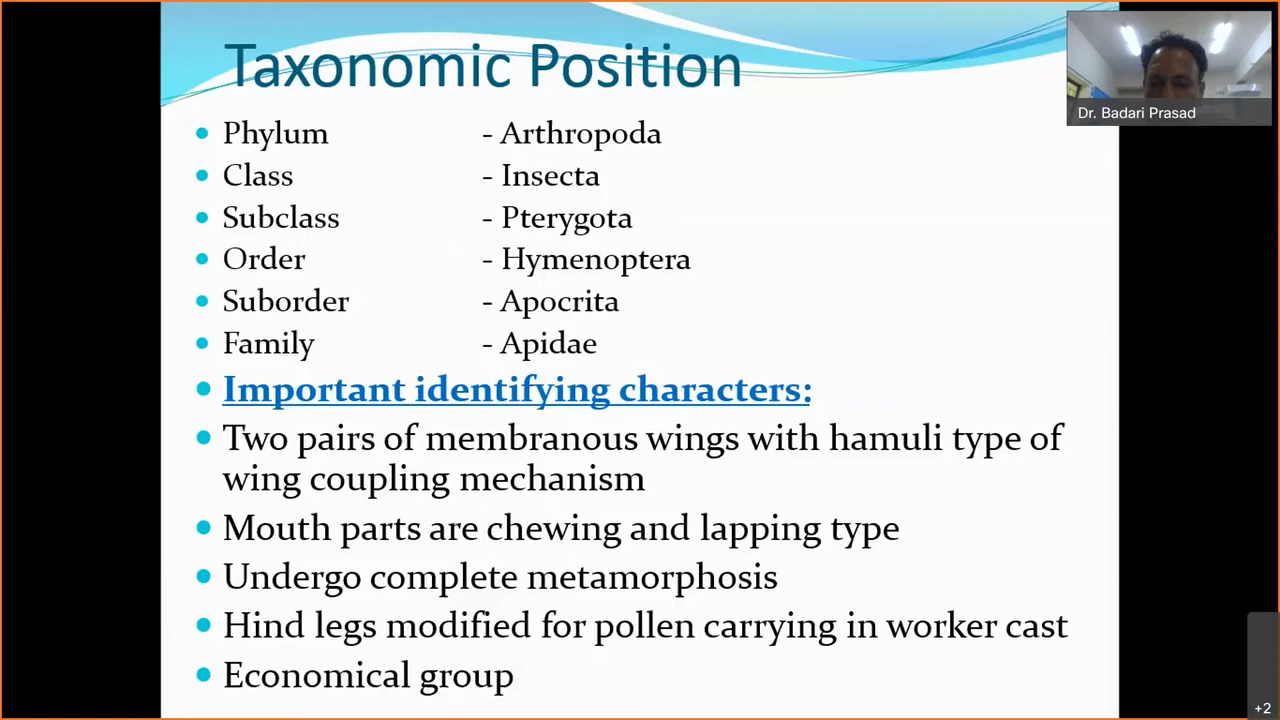 Taxonomic Position
Dr. Badari Prasad
• Phylum - Arthropoda
• Class - Insecta
• Subclass - Pterygota
• Order - Hymenoptera
• Suborder - Apocrita
• Family - Apidae
• Important identifying characters:
• Two pairs of membranous wings with hamuli type of
wing coupling mechanism
• Mouth parts are chewing and lapping type
• Undergo complete metamorphosis
• Hind legs modified for pollen carrying in worker cast
• Economical group
+2